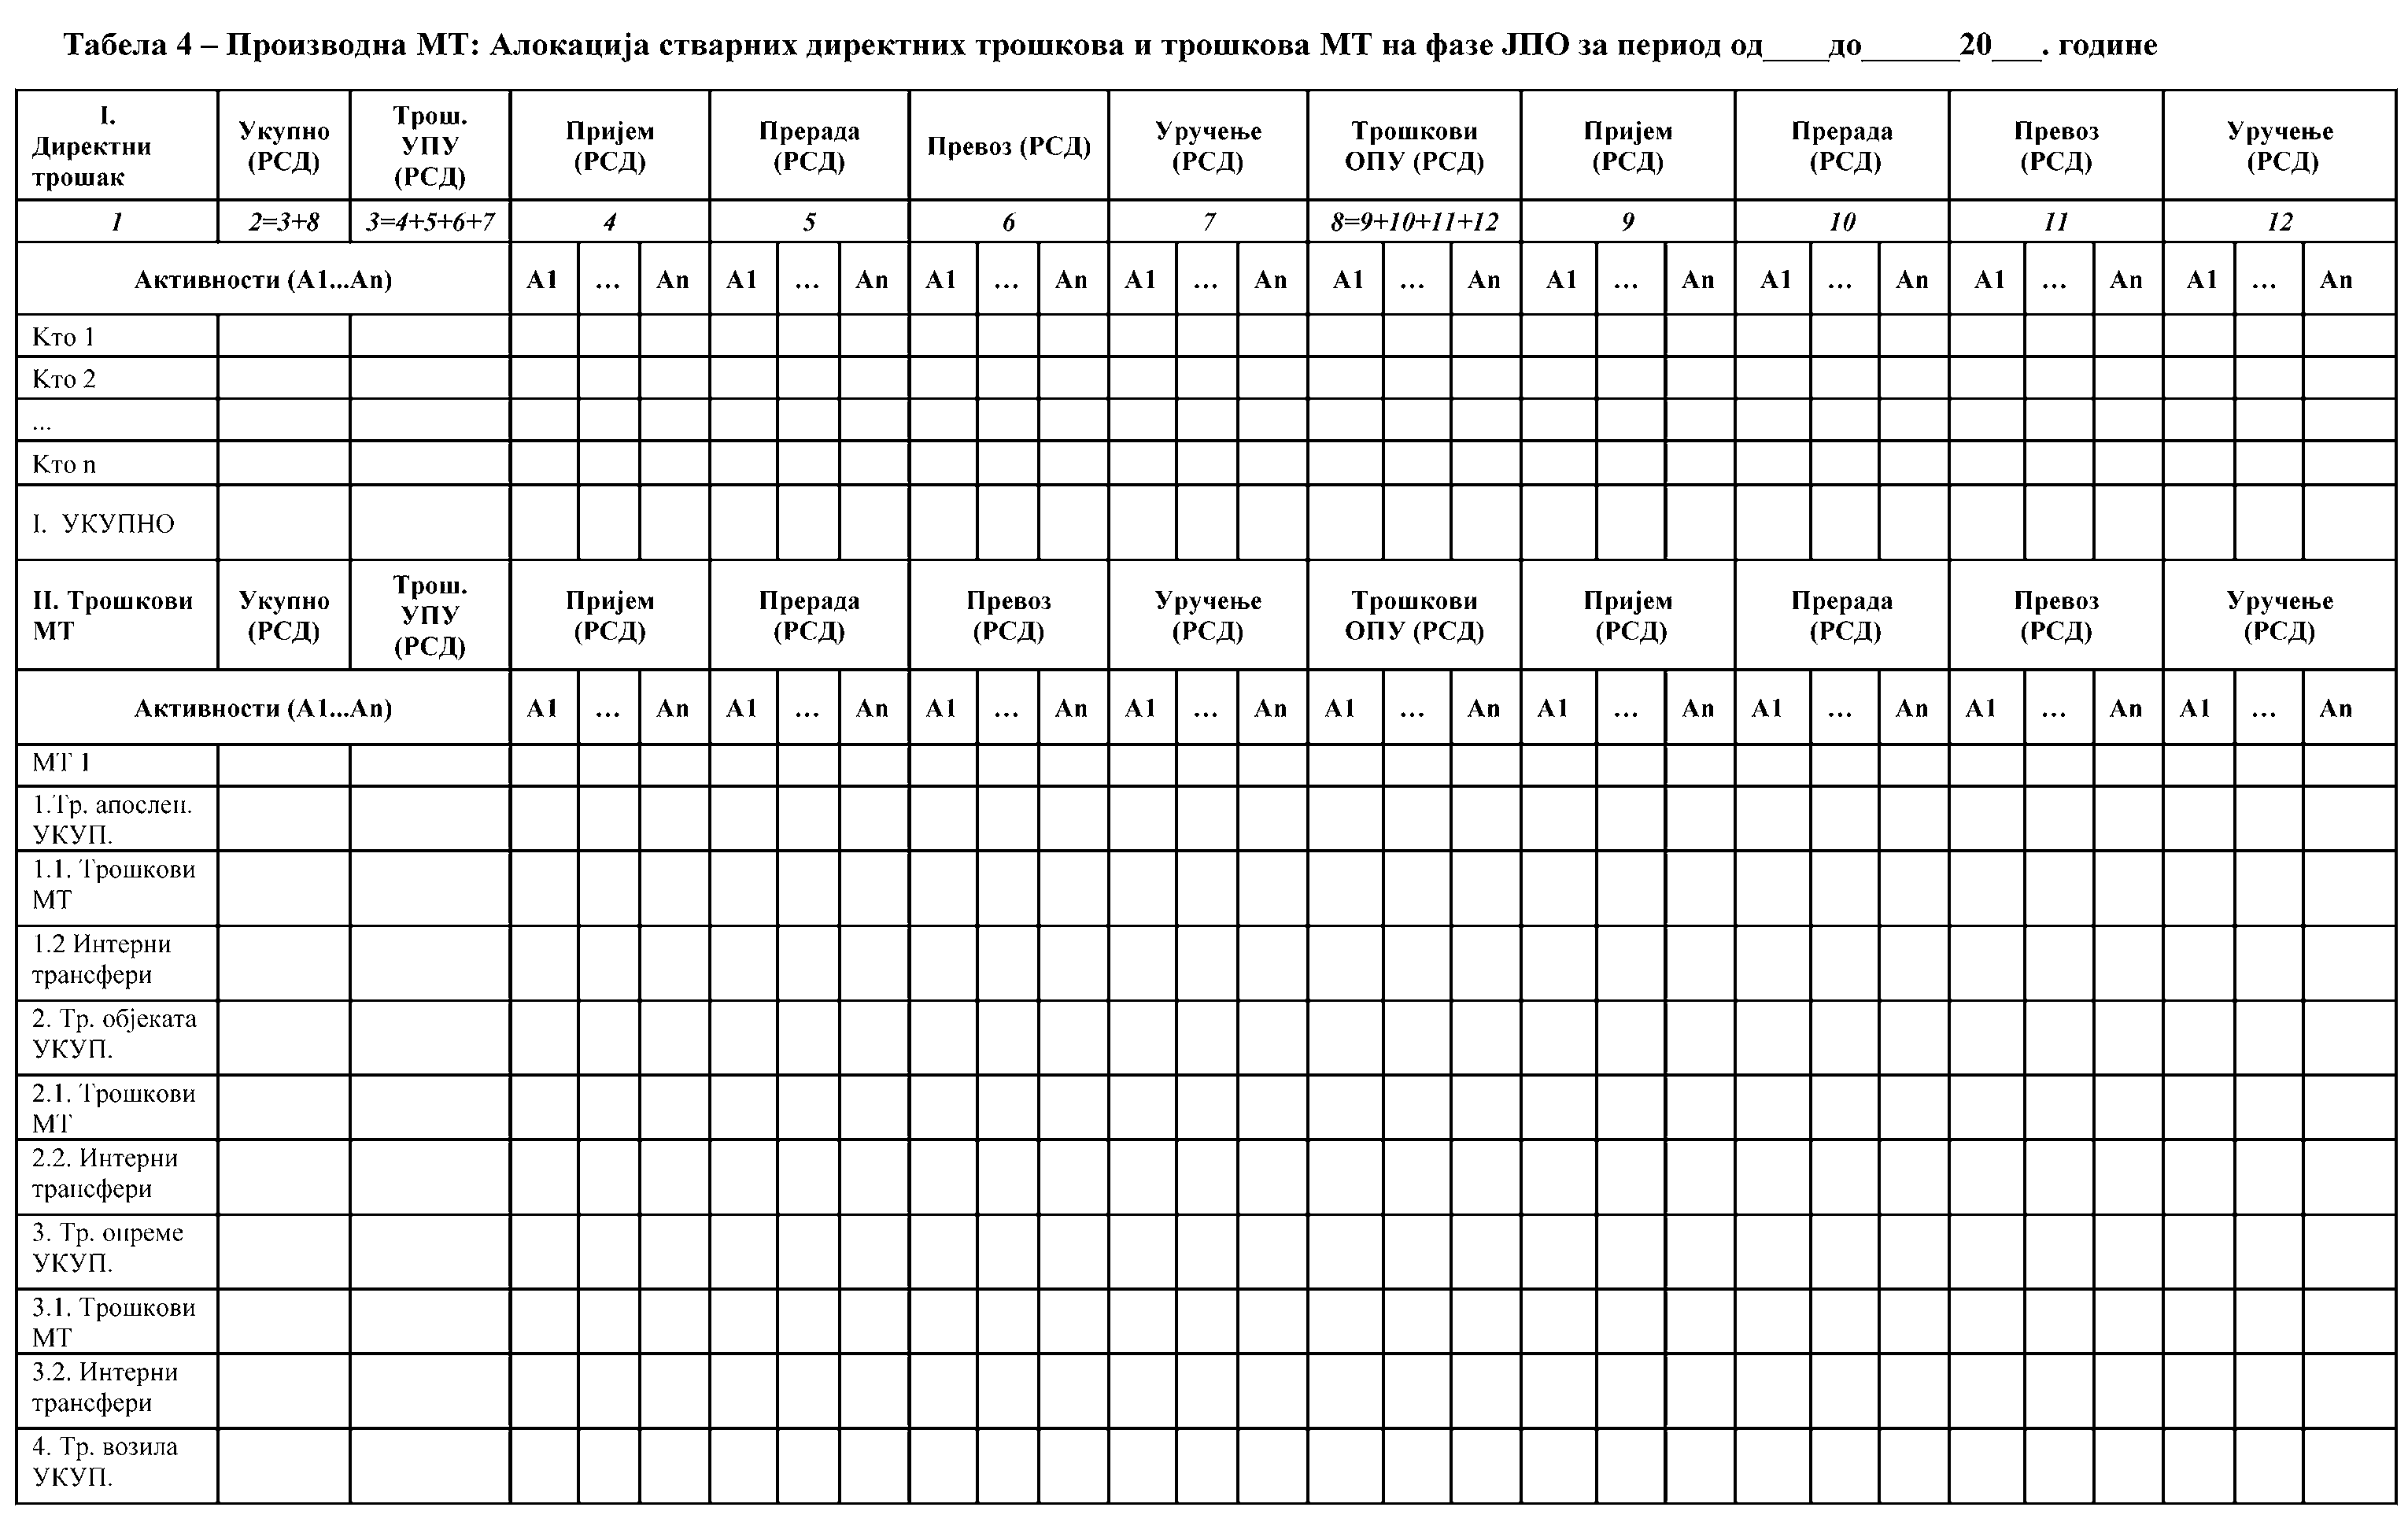 Табела 4 – Производна МТ: Алокација стварних директних трошкова и трошкова МТ на фазе ЈПО за период од____до______20___. године
I. Директни трошак Укупно (РСД) Трош. УПУ (РСД) Пријем (РСД) Прерада (РСД) Превоз (РСД) Уручење (РСД) Трошкови ОПУ (РСД) Пријем (РСД) Прерада (РСД) Превоз (РСД) Уручење (РСД)
1 2=3+8 3=4+5+6+7 4 5 6 7 8=9+10+11+12 9 10 11 12
Активности (А1...Аn) А1 ... Аn А1 ... Аn А1 ... Аn А1 ... Аn А1 ... Аn А1 ... Аn А1 ... Аn А1 ... Аn А1 ... Аn
Кто 1
Кто 2
...
Кто n
I. УКУПНО
II. Трошкови МТ Укупно (РСД) Трош. УПУ (РСД) Пријем (РСД) Прерада (РСД) Превоз (РСД) Уручење (РСД) Трошкови ОПУ (РСД) Пријем (РСД) Прерада (РСД) Превоз (РСД) Уручење (РСД)
Активности (А1...Аn) А1 ... Аn А1 ... Аn А1 ... Аn А1 ... Аn А1 ... Аn А1 ... Аn А1 ... Аn А1 ... Аn А1 ... Аn
МТ 1
1.Тр. апослен.
УКУП.
1.1. Трошкови
МТ
1.2 Интерни
трансфери
2. Тр. објеката
УКУП.
2.1. Трошкови
МТ
2.2. Интерни
трансфери
3. Тр. опреме
УКУП.
3.1. Трошкови
МТ
3.2. Интерни
трансфери
4. Тр. возила
УКУП.